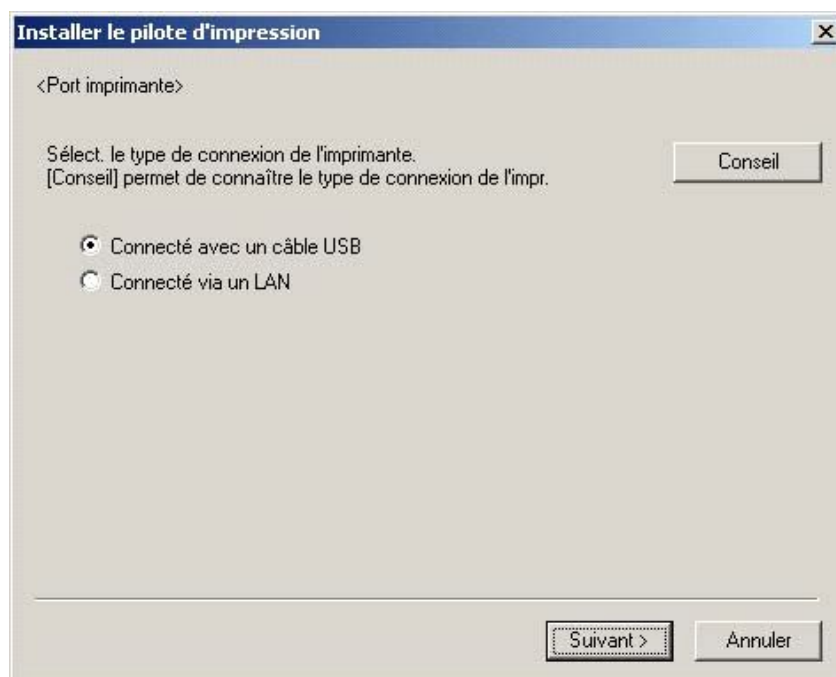 Installer le pilote d'impression
<Port imprimante>
Sélect. le type de connexion de l'imprimante.
[Conseil] permet de connaître le type de connexion de l'impr.
Conseil
Connecté avec un câble USB
Connecté via un LAN
Suivant >
Annuler